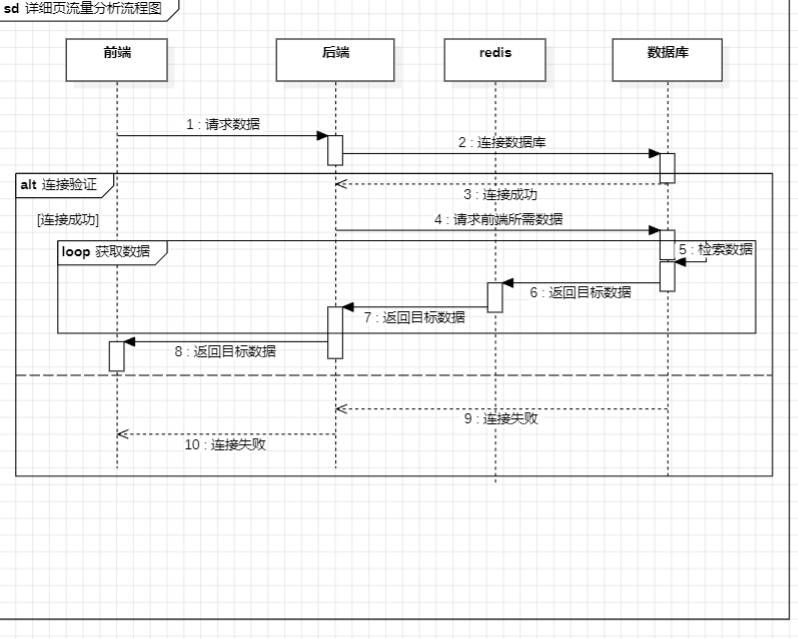 sd 详细页流量分析流程图
前端
后端
redis
数据库
1 : 请求数据
2 : 连接数据库
alt 连接验证
3 : 连接成功
[连接成功]
4 : 请求前端所需数据
loop 获取数据
5 : 检索数据
6 : 返回目标数据
7 : 返回目标数据
8 : 返回目标数据
9 : 连接失败
10 : 连接失败